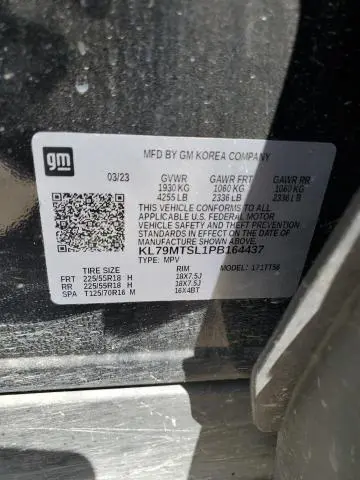 gm
MFD BY GM KOREA COMPANY
03/23 GVWR GAWR FRT GAWR RR
1930 KG 1060 KG 1060 KG
4255 LB 2336 LB 2336 LB
THIS VEHICLE CONFORMS TO ALL
APPLICABLE U.S. FEDERAL MOTOR
VEHICLE SAFETY AND THEFT PREVENTION
STANDARDS IN EFFECT ON THE DATE OF
MANUFACTURE SHOWN ABOVE.
KL79MTSL1PB164437
TYPE: MPV MODEL: 1TT56
TIRE SIZE RIM
FRT 225/55R18 H 18X7.5J
RR 225/55R18 H 18X7.5J
SPA T125/70R16 M 16X4BT